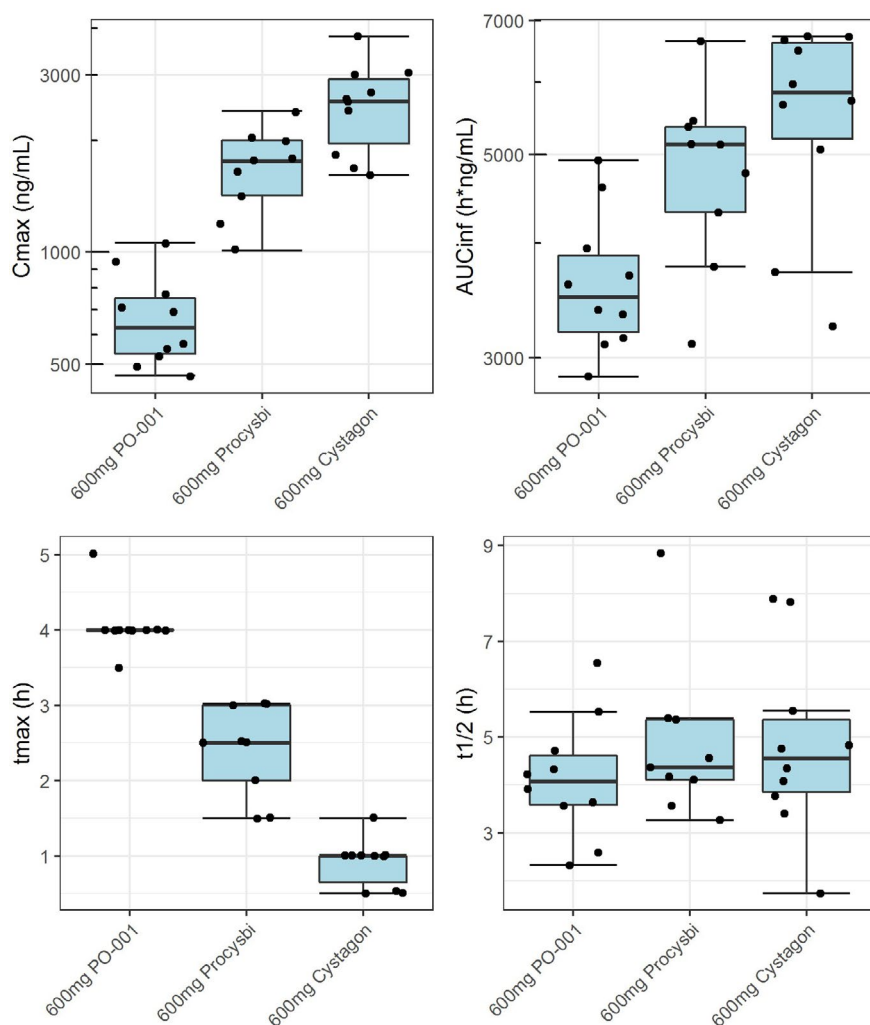 Cmax (ng/mL)
3000
1000
500
600mg PO-001
600mg Procysbi
600mg Cystagon
AUCinf (h*ng/mL)
7000
5000
3000
600mg PO-001
600mg Procysbi
600mg Cystagon
tmax (h)
5
4
3
2
1
600mg PO-001
600mg Procysbi
600mg Cystagon
t1/2 (h)
9
7
5
3
600mg PO-001
600mg Procysbi
600mg Cystagon